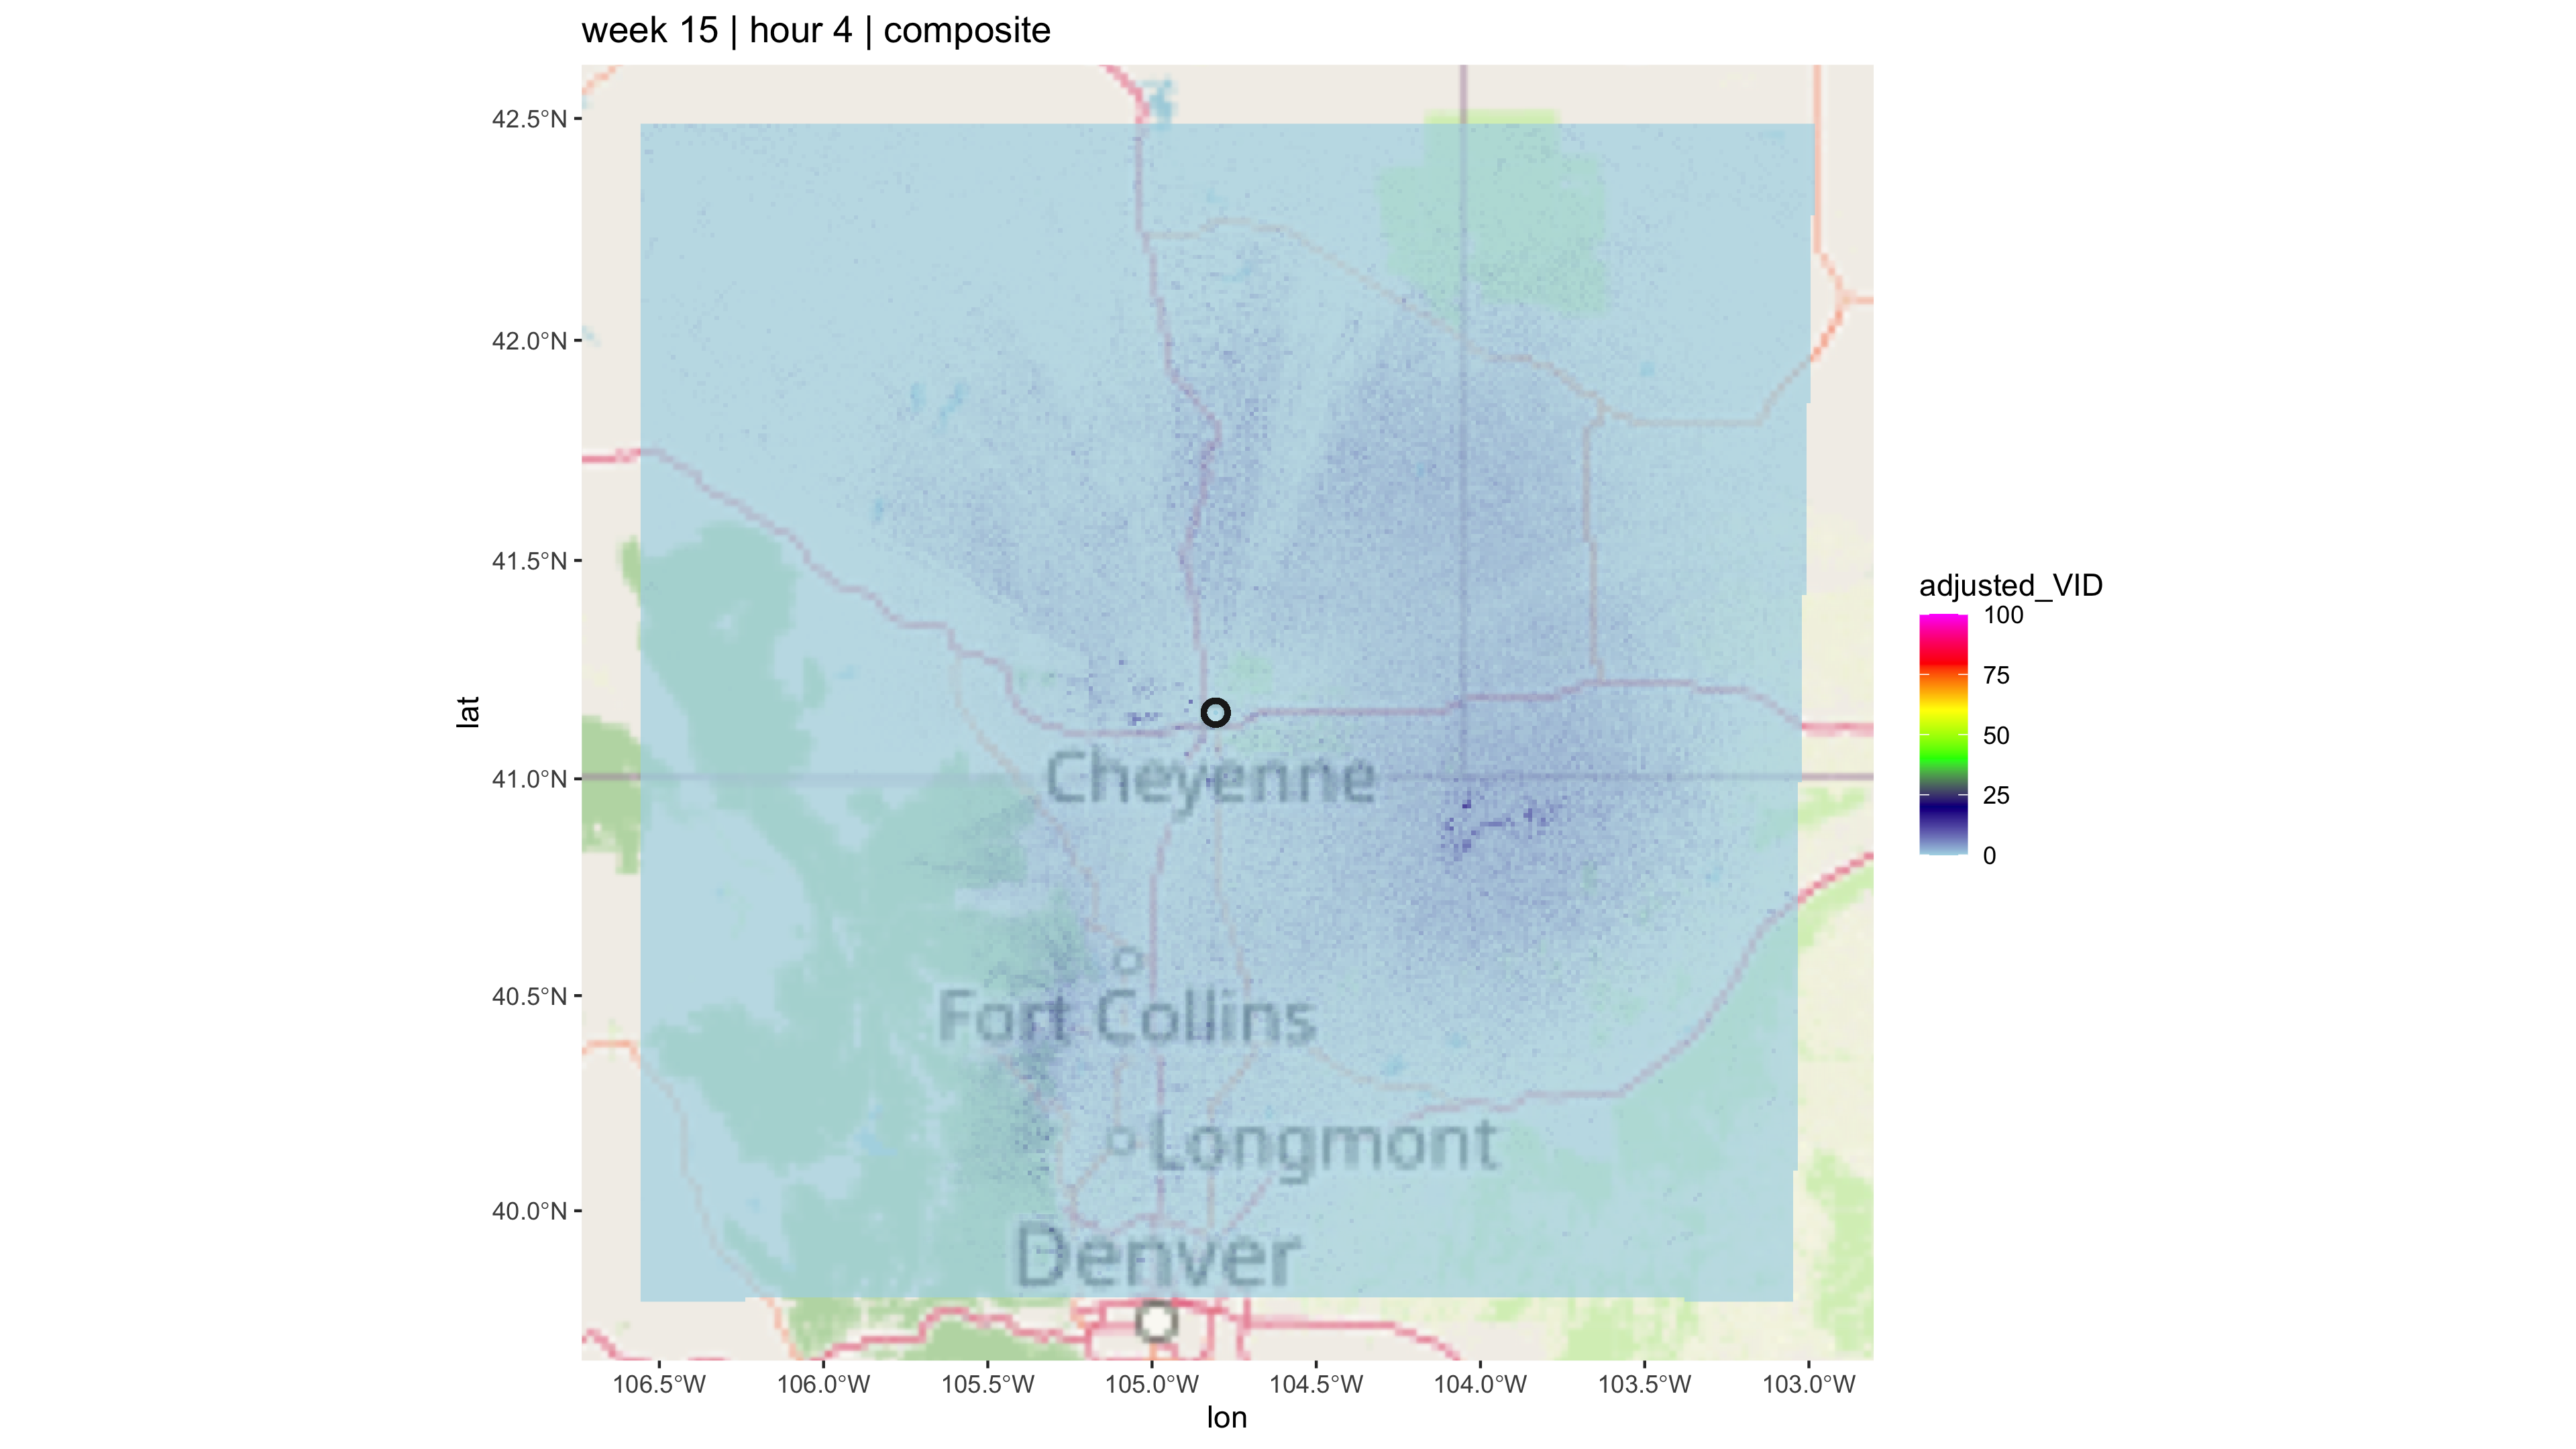 week 15 | hour 4 | composite
42.5°N
42.0°N
41.5°N
41.0°N
40.5°N
40.0°N
lat
Cheyenne
Fort Collins
Longmont
Denver
106.5°W
106.0°W
105.5°W
105.0°W
104.5°W
104.0°W
103.5°W
103.0°W
lon
adjusted_VID
100
75
50
25
0